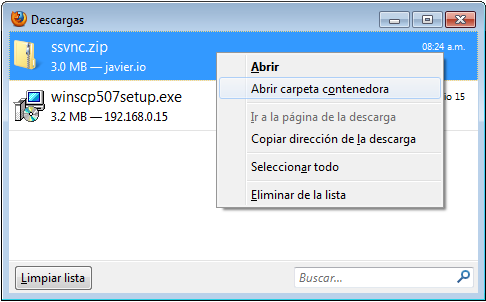 Descargas
ssvnc.zip
08:24 a.m.
3.0 MB — javier.io
Abrir
Abrir carpeta contenedora
winscp507setup.exe
io 15
3.2 MB — 192.168.0.15
Ir a la página de la descarga
Copiar dirección de la descarga
Seleccionar todo
Eliminar de la lista
Limpiar lista
Buscar...